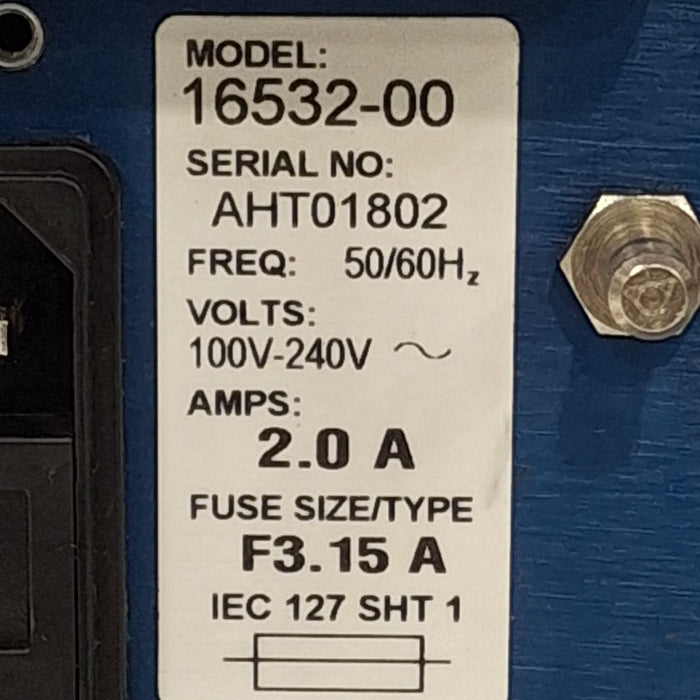 MODEL:
16532-00
SERIAL NO:
AHT01802
FREQ: 50/60Hz
VOLTS:
100V-240V ~
AMPS:
2.0 A
FUSE SIZE/TYPE
F3.15 A
IEC 127 SHT 1